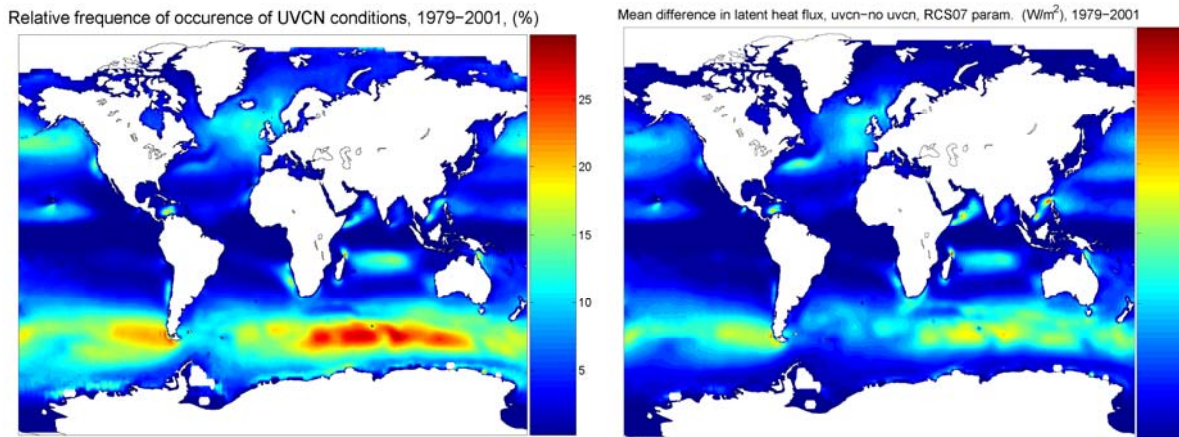 Relative frequence of occurence of UVCN conditions, 1979−2001, (%)
25
20
15
10
5
Mean difference in latent heat flux, uvcn−no uvcn, RCS07 param. (W/m²), 1979−2001